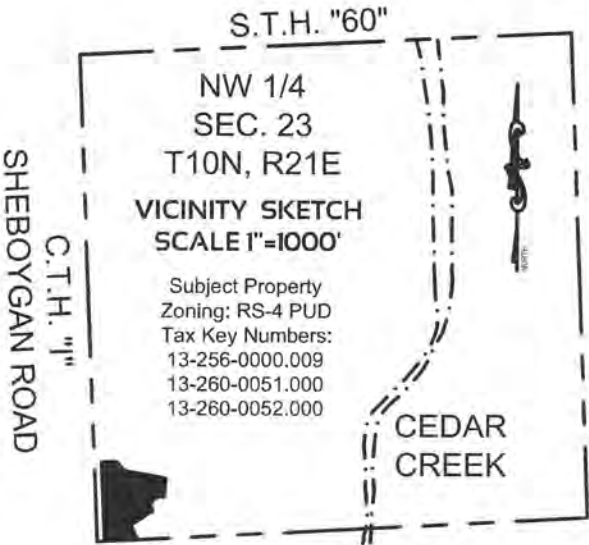 S.T.H. "60"
NW 1/4
SEC. 23
T10N, R21E
VICINITY SKETCH
SCALE 1"=1000'
Subject Property
Zoning: RS-4 PUD
Tax Key Numbers:
13-256-0000.009
13-260-0051.000
13-260-0052.000
C.T.H. "I"
SHEBOYGAN ROAD
CEDAR
CREEK
NORTH